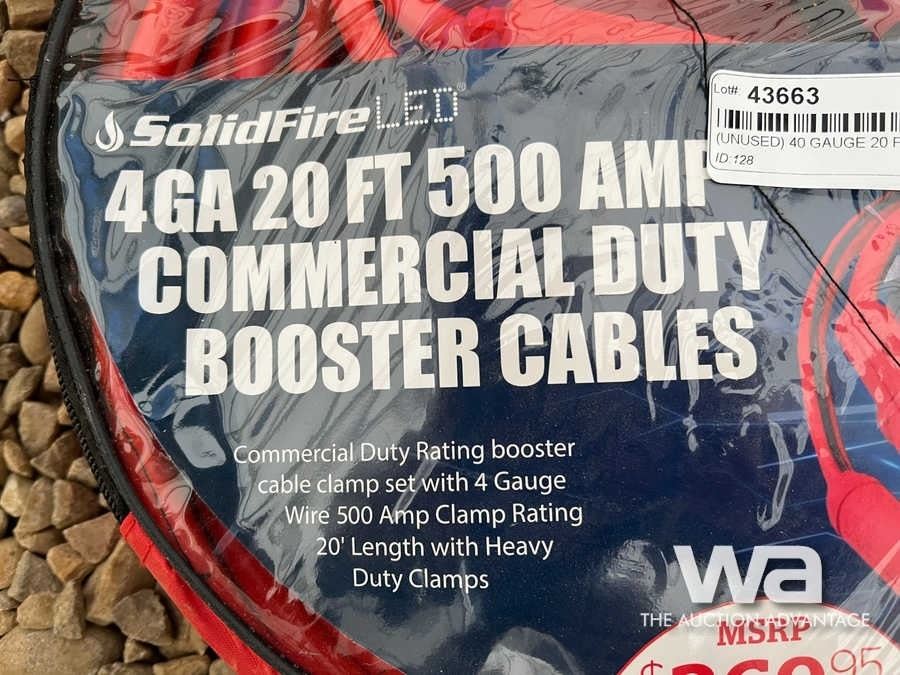 SolidFire LED®
Lot#: 43663
(UNUSED) 40 GAUGE 20
ID:128
4GA 20 FT 500 AMP
COMMERCIAL DUTY
BOOSTER CABLES
Commercial Duty Rating booster
cable clamp set with 4 Gauge
Wire 500 Amp Clamp Rating
20' Length with Heavy
Duty Clamps
wa
THE AUCTION ADVANTAGE
MSRP